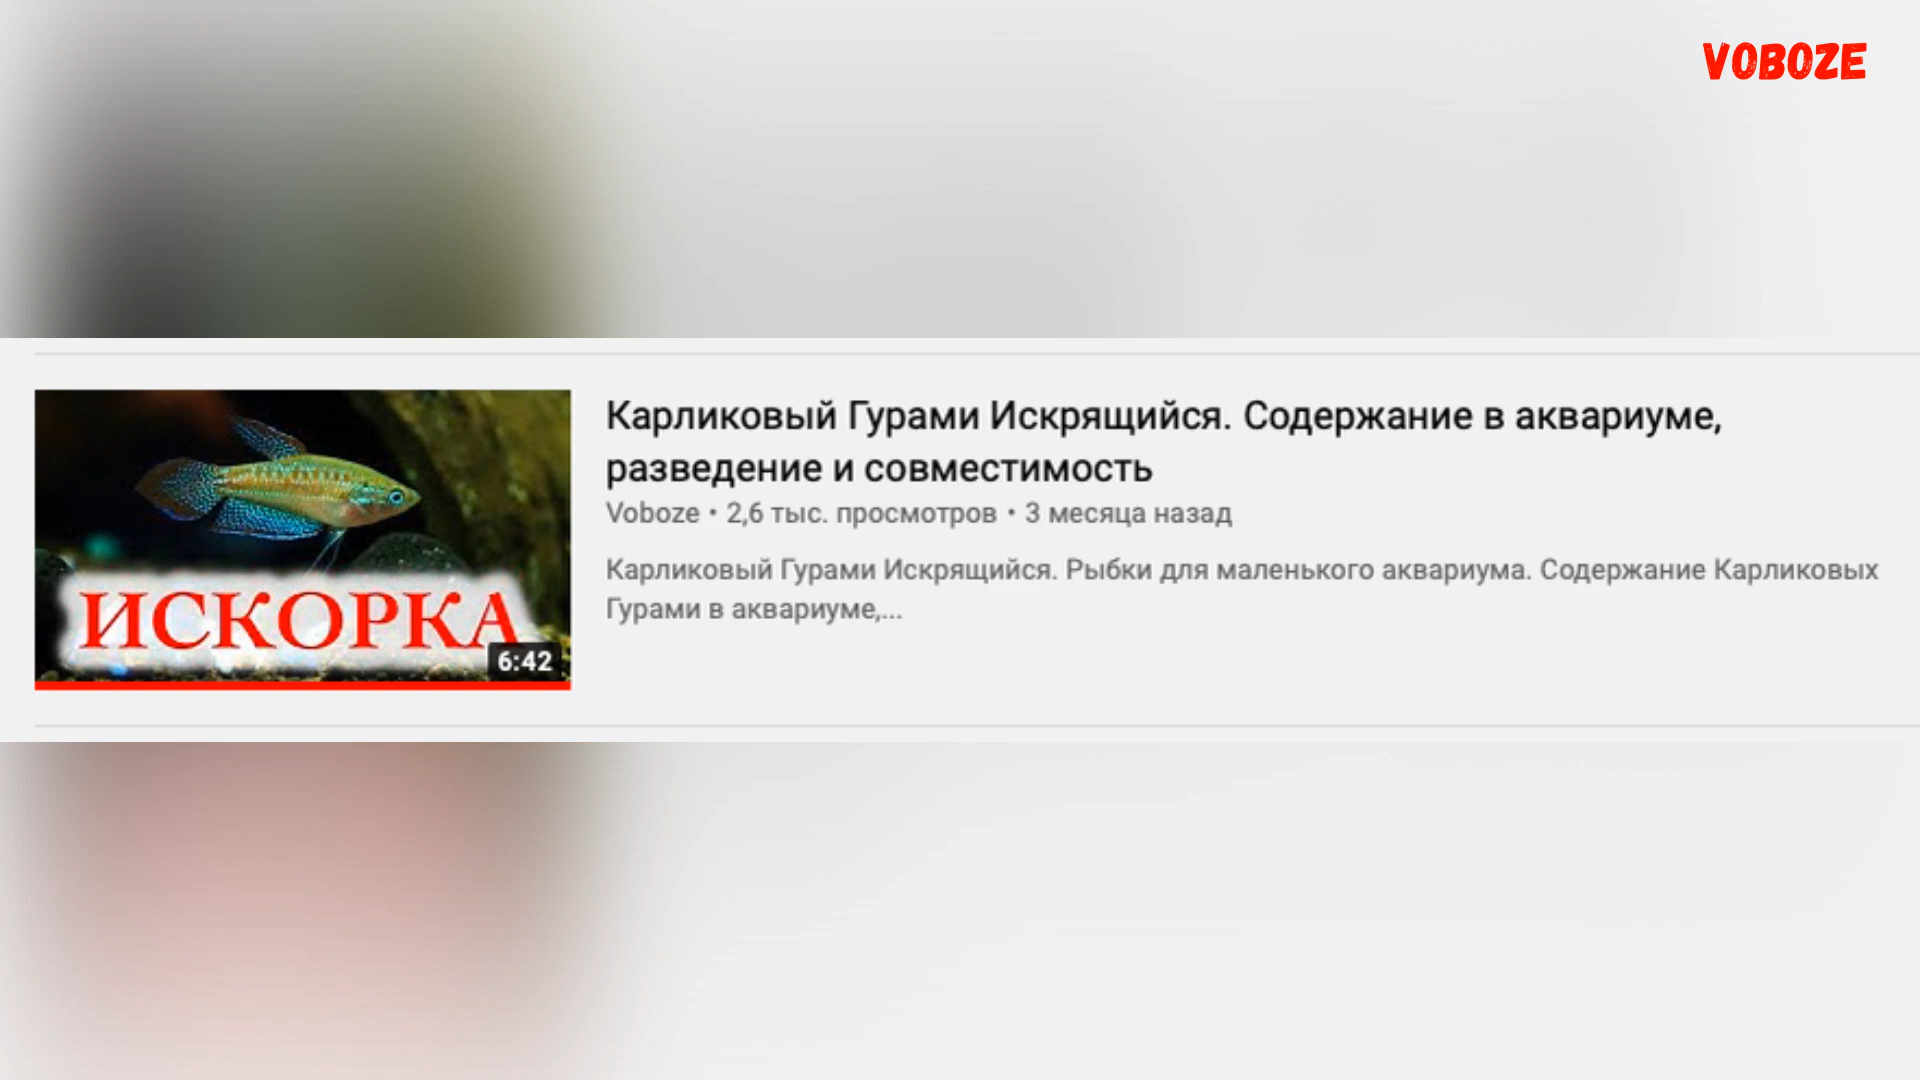 VOBOZE
Карликовый Гурами Искрящийся. Содержание в аквариуме,
разведение и совместимость
Voboze • 2,6 тыс. просмотров • 3 месяца назад
Карликовый Гурами Искрящийся. Рыбки для маленького аквариума. Содержание Карликовых
Гурами в аквариуме,...
ИСКОРКА
6:42